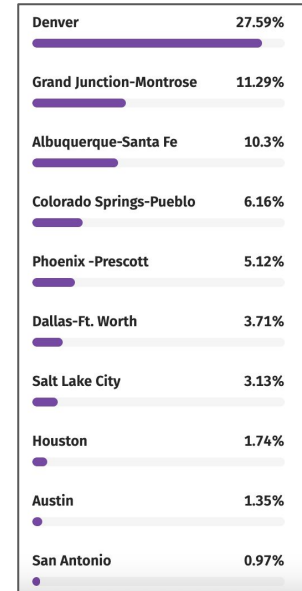 Denver 27.59%
Grand Junction-Montrose 11.29%
Albuquerque-Santa Fe 10.3%
Colorado Springs-Pueblo 6.16%
Phoenix -Prescott 5.12%
Dallas-Ft. Worth 3.71%
Salt Lake City 3.13%
Houston 1.74%
Austin 1.35%
San Antonio 0.97%